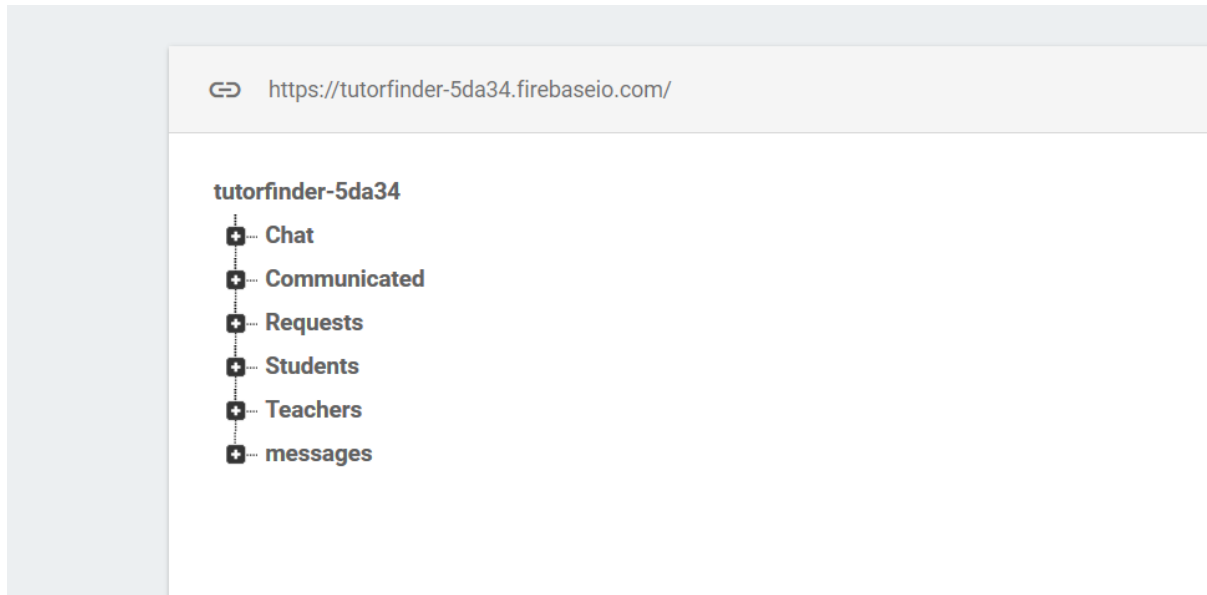 https://tutorfinder-5da34.firebaseio.com/
tutorfinder-5da34
Chat
Communicated
Requests
Students
Teachers
messages